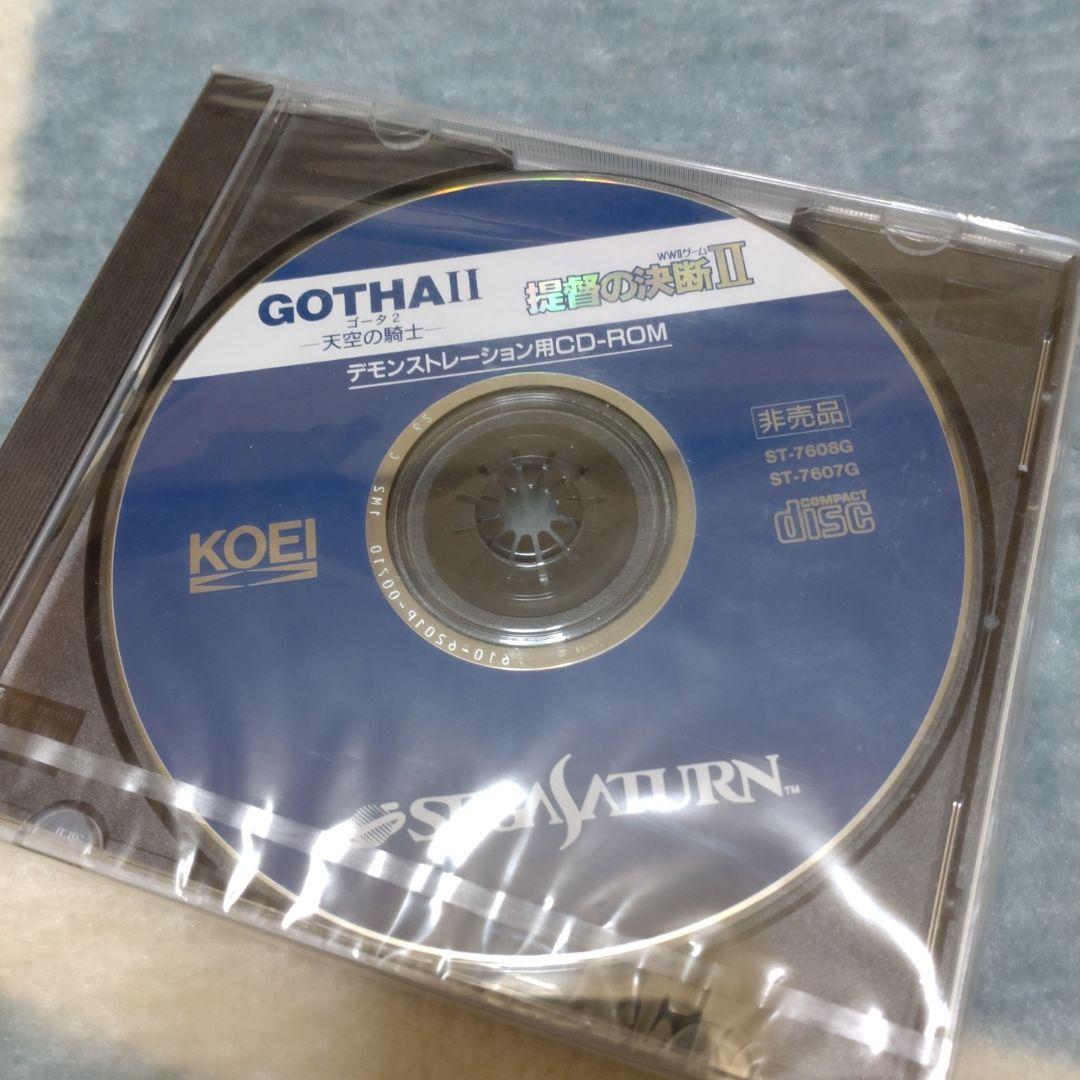 GOTHAII
ゴータ2
―天空の騎士―
WWIIゲーム
提督の決断II
デモンストレーション用CD-ROM
非売品
ST-7608G
ST-7607G
COMPACT
disc
KOEI
SEGASATURN™